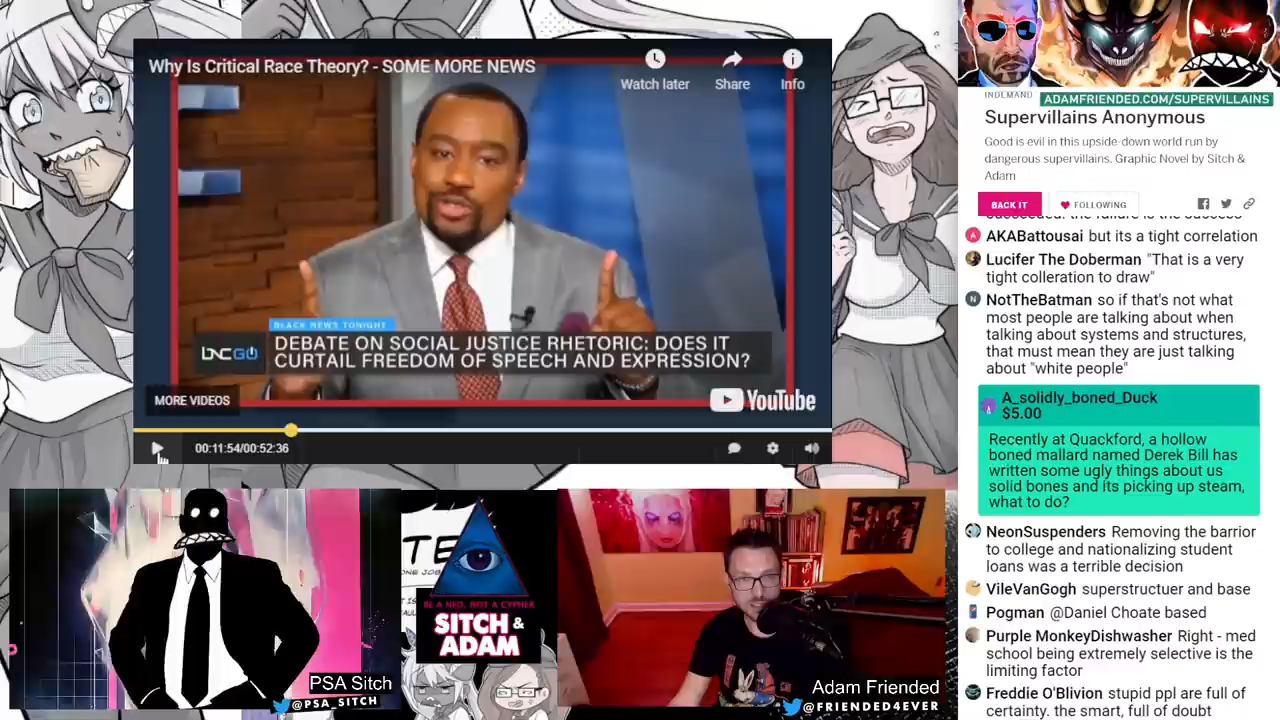 Why Is Critical Race Theory? - SOME MORE NEWS
Watch later
Share
Info
BLACK NEWS TONIGHT
BNCGO
DEBATE ON SOCIAL JUSTICE RHETORIC: DOES IT
CURTAIL FREEDOM OF SPEECH AND EXPRESSION?
MORE VIDEOS
YouTube
00:11:54/00:52:36
PSA Sitch
@PSA_SITCH
BE A NEO, NOT A CYPHER
SITCH &
ADAM
Adam Friended
@FRIENDED4EVER
INDEMAND
ADAMFRIENDED.COM/SUPERVILLAINS
Supervillains Anonymous
Good is evil in this upside-down world run by
dangerous supervillains. Graphic Novel by Sitch &
Adam
BACK IT
FOLLOWING
succeeded. the failure is the success
AKABattousai but its a tight correlation
Lucifer The Doberman "That is a very
tight colleration to draw"
NotTheBatman so if that's not what
most people are talking about when
talking about systems and structures,
that must mean they are just talking
about "white people"
A_solidly_boned_Duck
$5.00
Recently at Quackford, a hollow
boned mallard named Derek Bill has
written some ugly things about us
solid bones and its picking up steam,
what to do?
NeonSuspenders Removing the barrior
to college and nationalizing student
loans was a terrible decision
VileVanGogh superstructuer and base
Pogman @Daniel Choate based
Purple MonkeyDishwasher Right - med
school being extremely selective is the
limiting factor
Freddie O'Blivion stupid ppl are full of
certainty. the smart, full of doubt